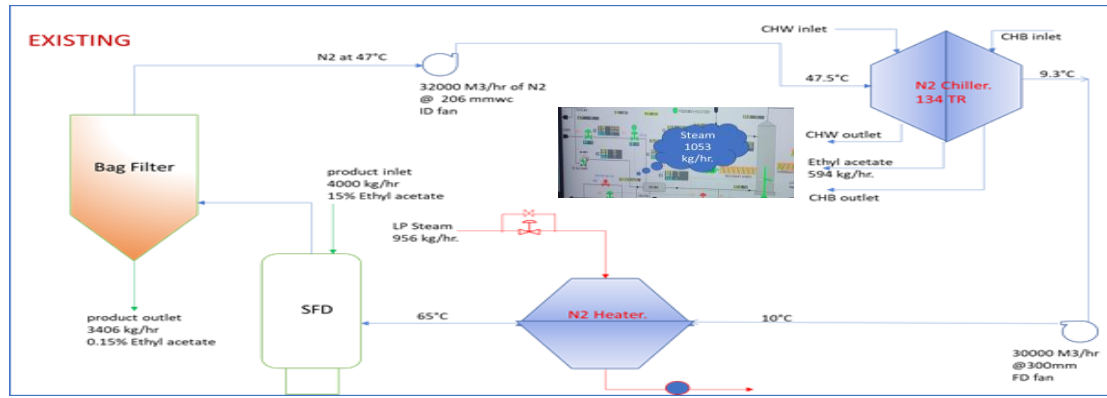 EXISTING
N2 at 47°C
32000 M3/hr of N2
@ 206 mmwc
ID fan
CHW inlet
CHB inlet
47.5°C
N2 Chiller.
134 TR
9.3°C
CHW outlet
Ethyl acetate
594 kg/hr.
CHB outlet
Steam
1053
kg/hr.
Bag Filter
product inlet
4000 kg/hr
15% Ethyl acetate
LP Steam
956 kg/hr.
product outlet
3406 kg/hr
0.15% Ethyl acetate
SFD
65°C
N2 Heater.
10°C
30000 M3/hr
@300mm
FD fan